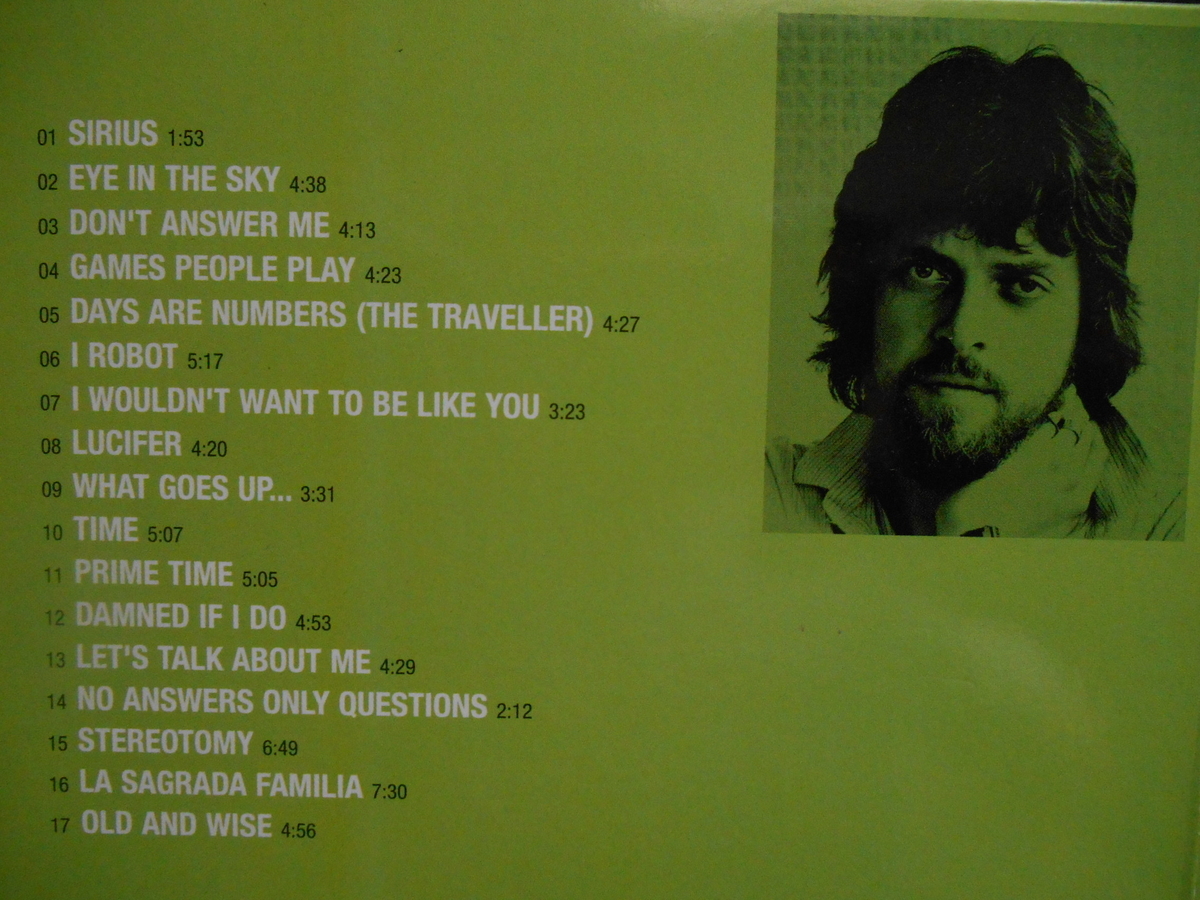 01 SIRIUS 1:53
02 EYE IN THE SKY 4:38
03 DON'T ANSWER ME 4:13
04 GAMES PEOPLE PLAY 4:23
05 DAYS ARE NUMBERS (THE TRAVELLER) 4:27
06 I ROBOT 5:17
07 I WOULDN'T WANT TO BE LIKE YOU 3:23
08 LUCIFER 4:20
09 WHAT GOES UP... 3:31
10 TIME 5:07
11 PRIME TIME 5:05
12 DAMNED IF I DO 4:53
13 LET'S TALK ABOUT ME 4:29
14 NO ANSWERS ONLY QUESTIONS 2:12
15 STEREOTOMY 6:49
16 LA SAGRADA FAMILIA 7:30
17 OLD AND WISE 4:56